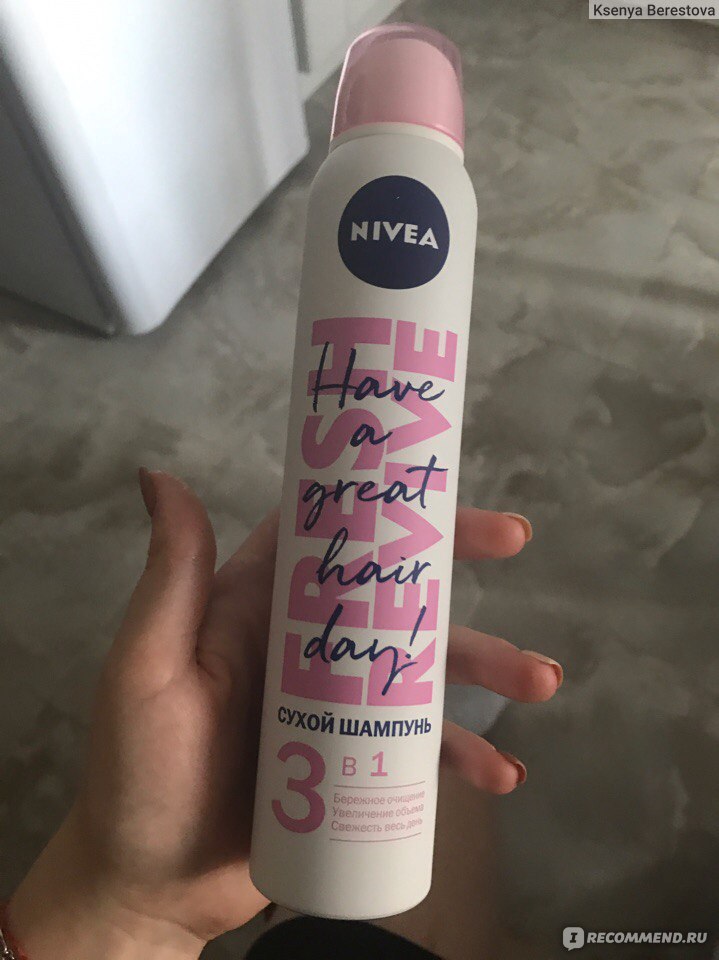 Ksenya Berestova
NIVEA
FRESH
REVIVE
Have
a
great
hair
day!
СУХОЙ ШАМПУНЬ
3 в 1
Бережное очищение
Увеличение объема
Свежесть весь день
IRECOMMEND.RU